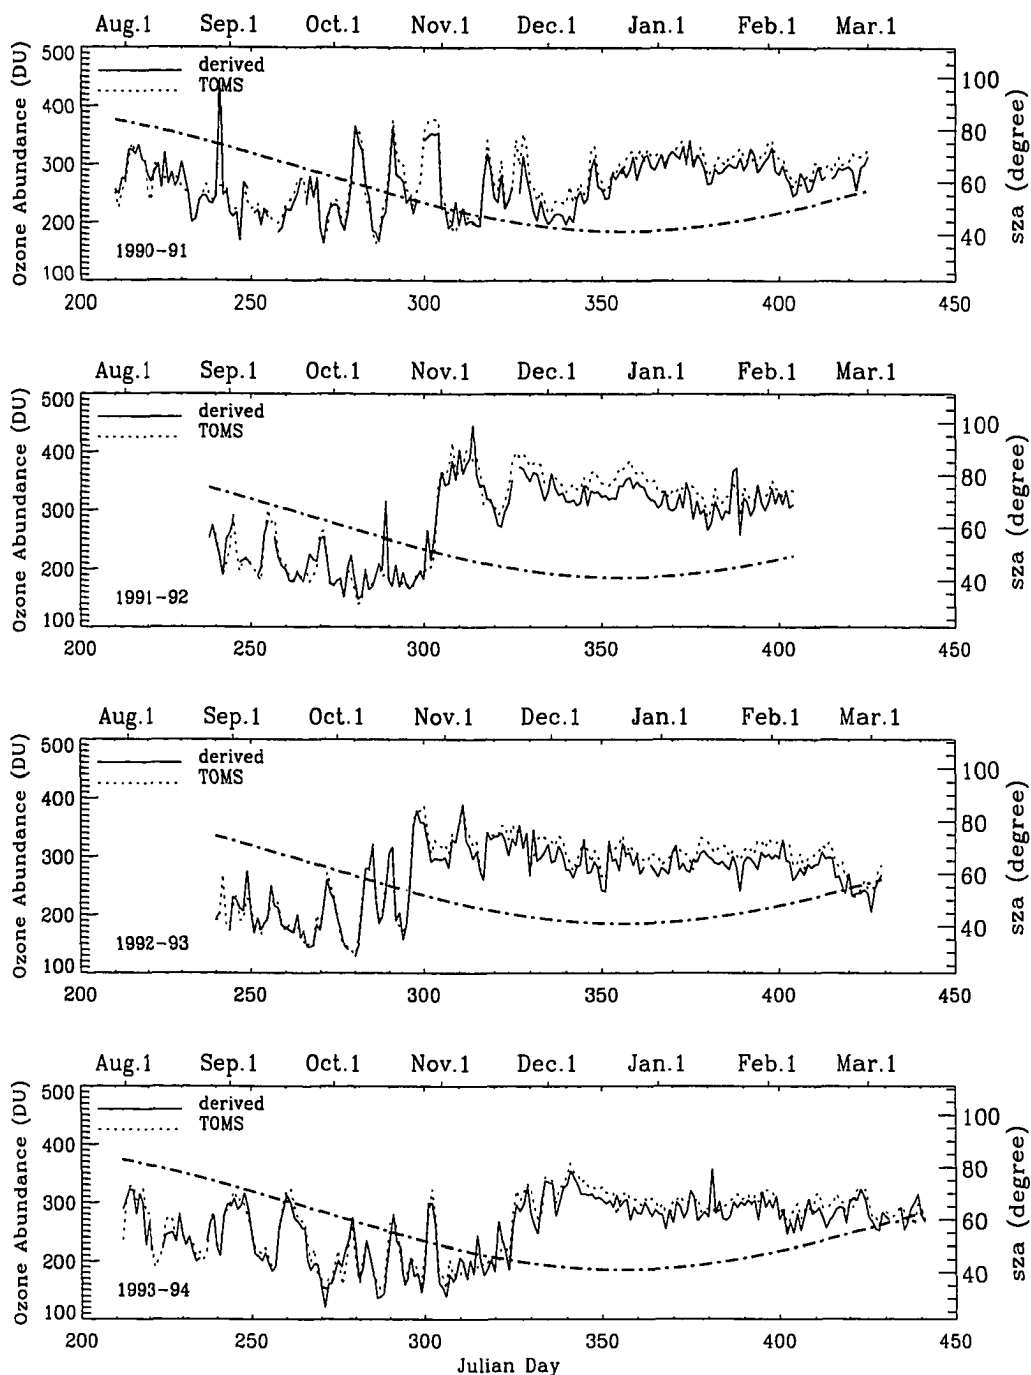 Aug.1 Sep.1 Oct.1 Nov.1 Dec.1 Jan.1 Feb.1 Mar.1
Ozone Abundance (DU)
500
400
300
200
100
derived
TOMS
1990-91
100
80
60
40
sza (degree)
200 250 300 350 400 450
Aug.1 Sep.1 Oct.1 Nov.1 Dec.1 Jan.1 Feb.1 Mar.1
Ozone Abundance (DU)
500
400
300
200
100
derived
TOMS
1991-92
100
80
60
40
sza (degree)
200 250 300 350 400 450
Aug.1 Sep.1 Oct.1 Nov.1 Dec.1 Jan.1 Feb.1 Mar.1
Ozone Abundance (DU)
500
400
300
200
100
derived
TOMS
1992-93
100
80
60
40
sza (degree)
200 250 300 350 400 450
Aug.1 Sep.1 Oct.1 Nov.1 Dec.1 Jan.1 Feb.1 Mar.1
Ozone Abundance (DU)
500
400
300
200
100
derived
TOMS
1993-94
100
80
60
40
sza (degree)
200 250 300 350 400 450
Julian Day